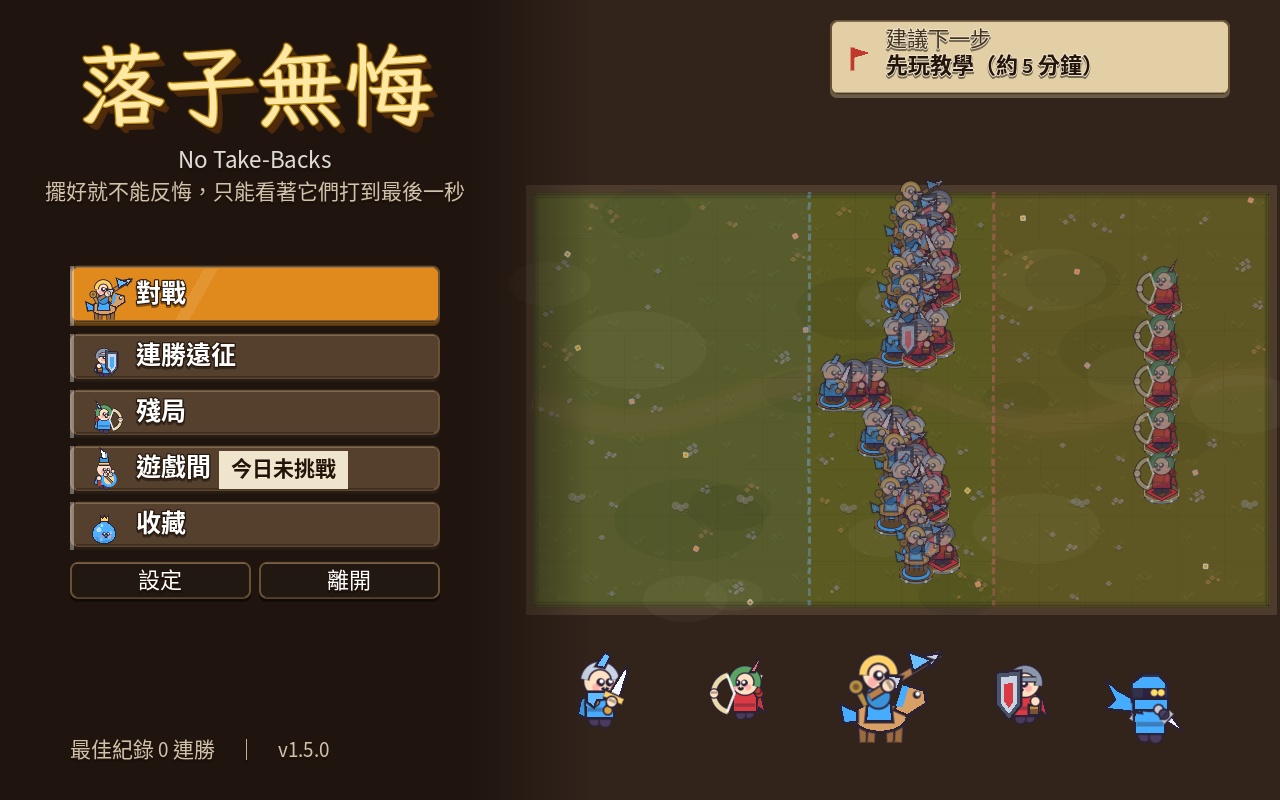 落子無悔
No Take-Backs
擺好就不能反悔，只能看著它們打到最後一秒
建議下一步
先玩教學（約 5 分鐘）
對戰
連勝遠征
殘局
遊戲間 今日未挑戰
收藏
設定 離開
最佳紀錄 0 連勝 | v1.5.0